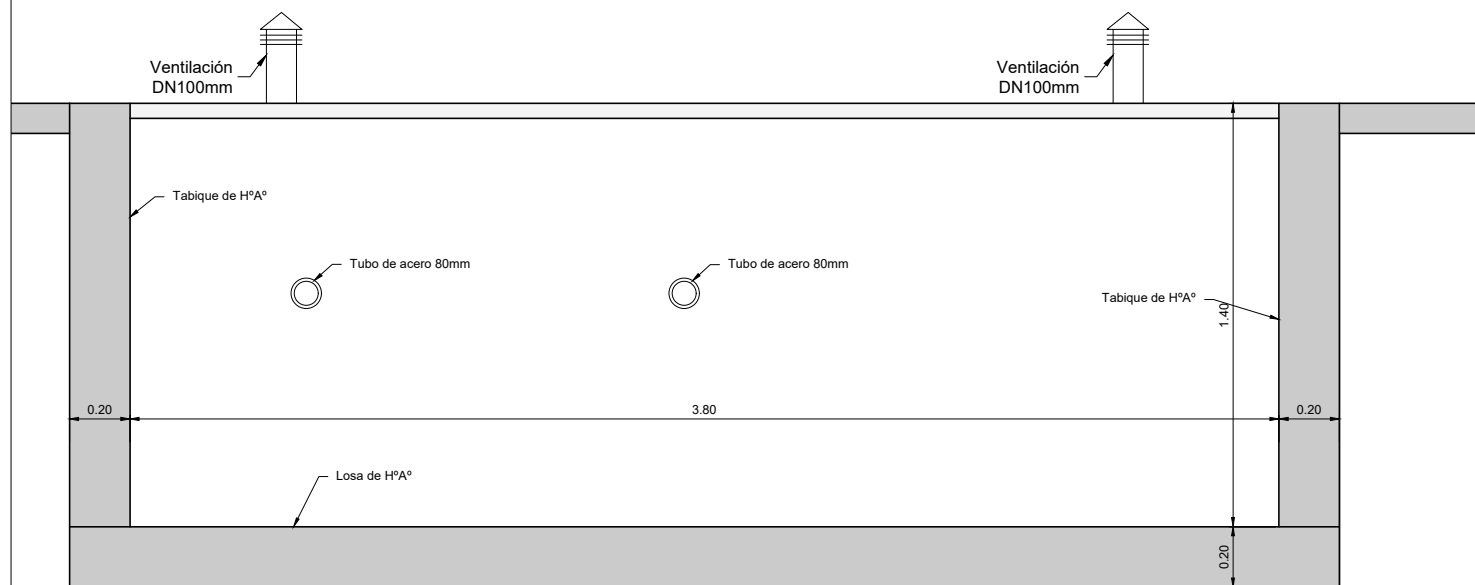 Ventilación
DN100mm
Ventilación
DN100mm
Tabique de HºAº
Tubo de acero 80mm
Tubo de acero 80mm
Tabique de HºAº
1.40
0.20
3.80
0.20
Losa de HºAº
0.20